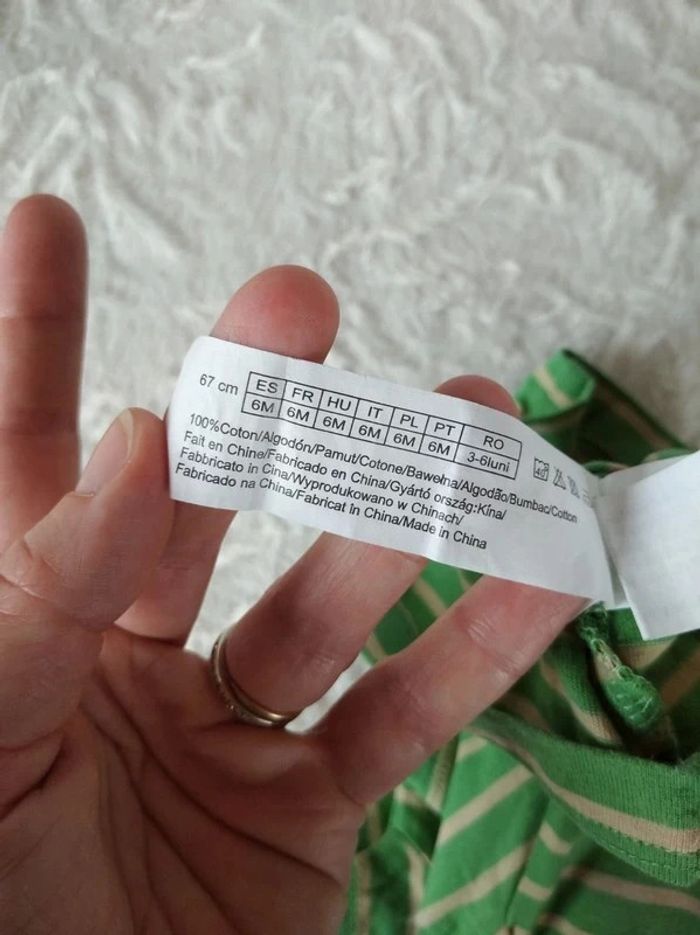 67 cm
ES FR HU IT PL PT RO
6M 6M 6M 6M 6M 6M 3-6luni
100%Coton/Algodón/Pamut/Cotone/Bawełna/Algodão/Bumbac/Cotton
Fait en Chine/Fabricado en China/Gyártó ország:Kína/
Fabbricato in Cina/Wyprodukowano w Chinach/
Fabricado na China/Fabricat în China/Made in China
40